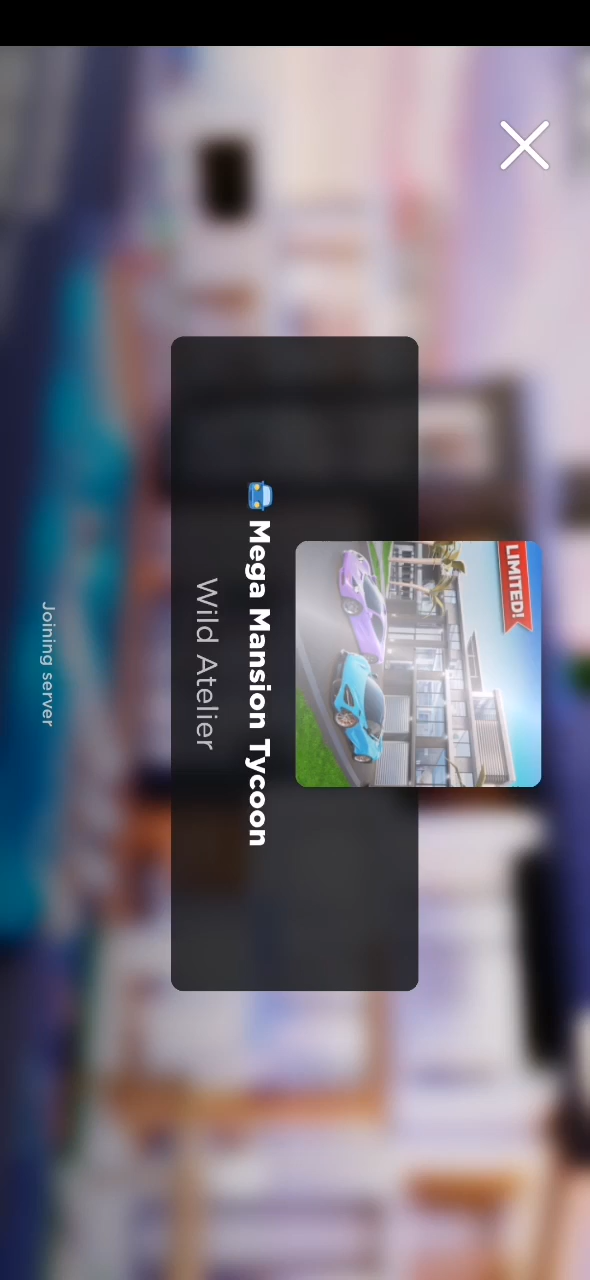 LIMITED!
🚘 Mega Mansion Tycoon
Wild Atelier
Joining server